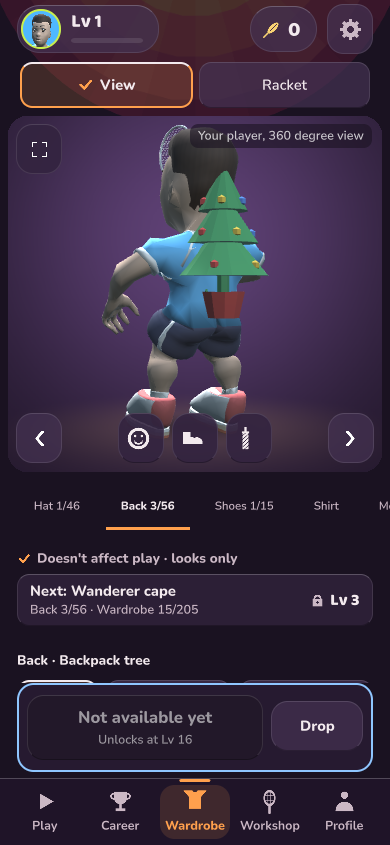 Lv 1
0
View
Racket
Your player, 360 degree view
Hat 1/46
Back 3/56
Shoes 1/15
Shirt
Doesn't affect play · looks only
Next: Wanderer cape
Back 3/56 · Wardrobe 15/205
Lv 3
Back · Backpack tree
Not available yet
Unlocks at Lv 16
Drop
Play
Career
Wardrobe
Workshop
Profile